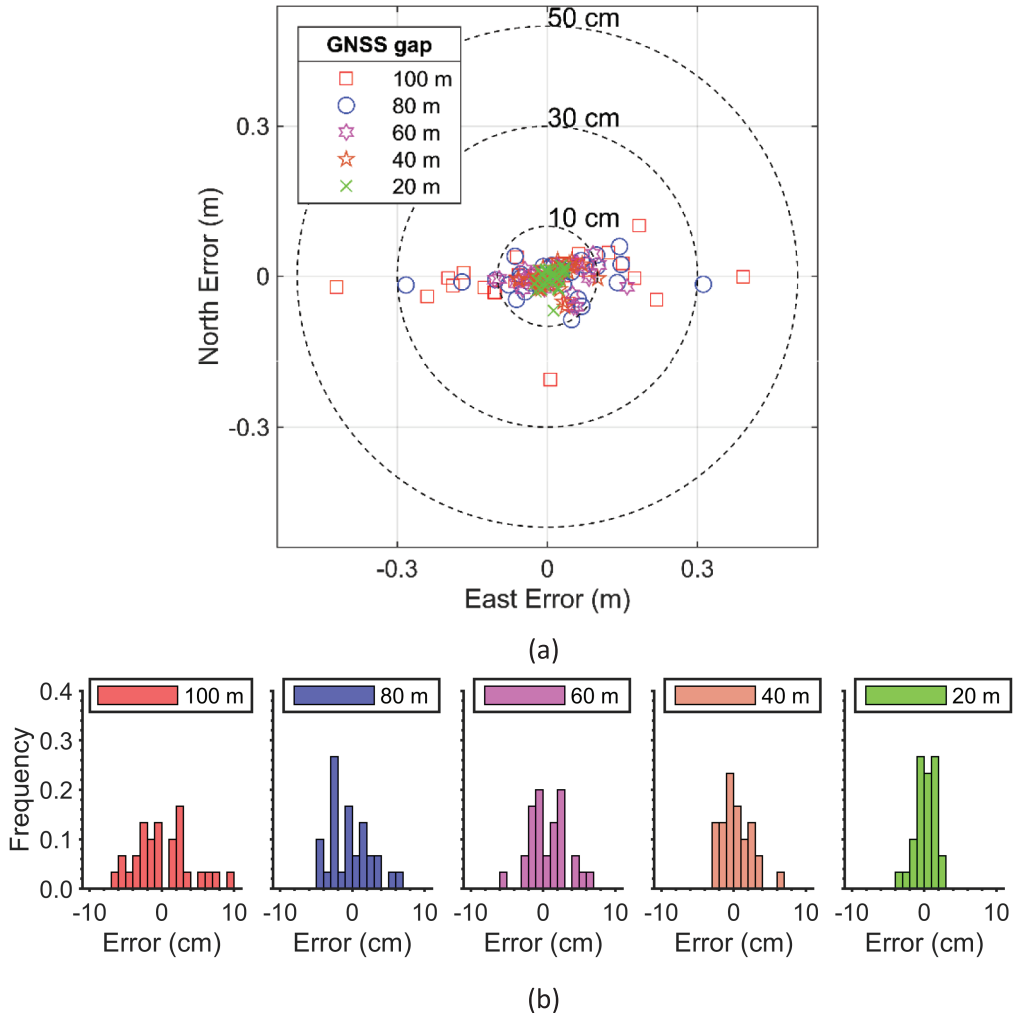 50 cm
GNSS gap
100 m
80 m
60 m
40 m
20 m
30 cm
10 cm
0.3
0
-0.3
North Error (m)
-0.3 0 0.3
East Error (m)
(a)
0.4
0.3
0.2
0.1
0.0
Frequency
100 m 80 m 60 m 40 m 20 m
-10 0 10 -10 0 10 -10 0 10 -10 0 10 -10 0 10
Error (cm) Error (cm) Error (cm) Error (cm) Error (cm)
(b)